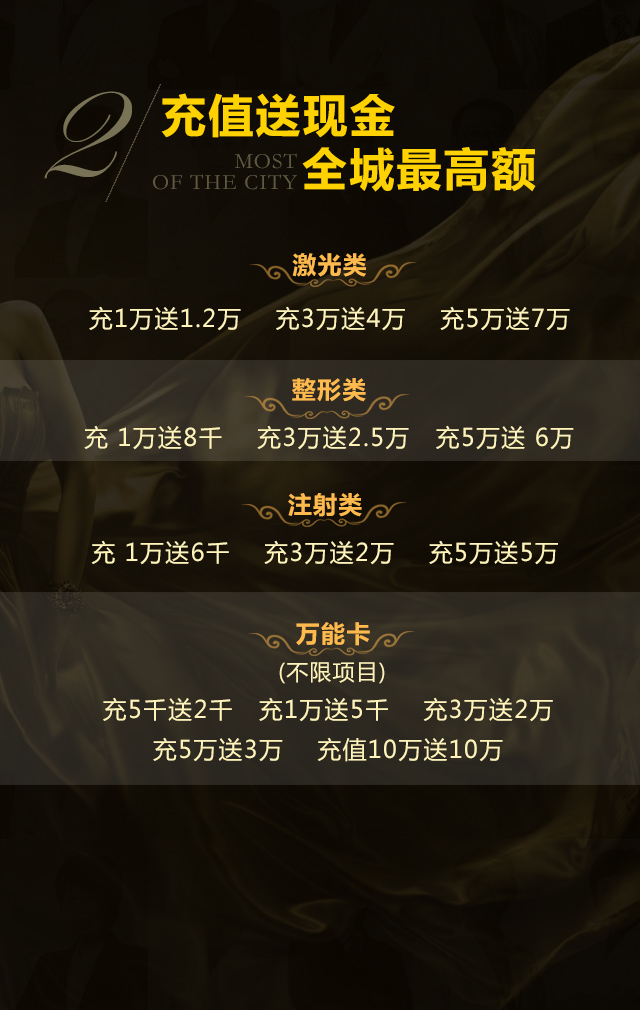 2
充值送现金
MOST
OF THE CITY
全城最高额
激光类
充1万送1.2万 充3万送4万 充5万送7万
整形类
充 1万送8千 充3万送2.5万 充5万送 6万
注射类
充 1万送6千 充3万送2万 充5万送5万
万能卡
(不限项目)
充5千送2千 充1万送5千 充3万送2万
充5万送3万 充值10万送10万